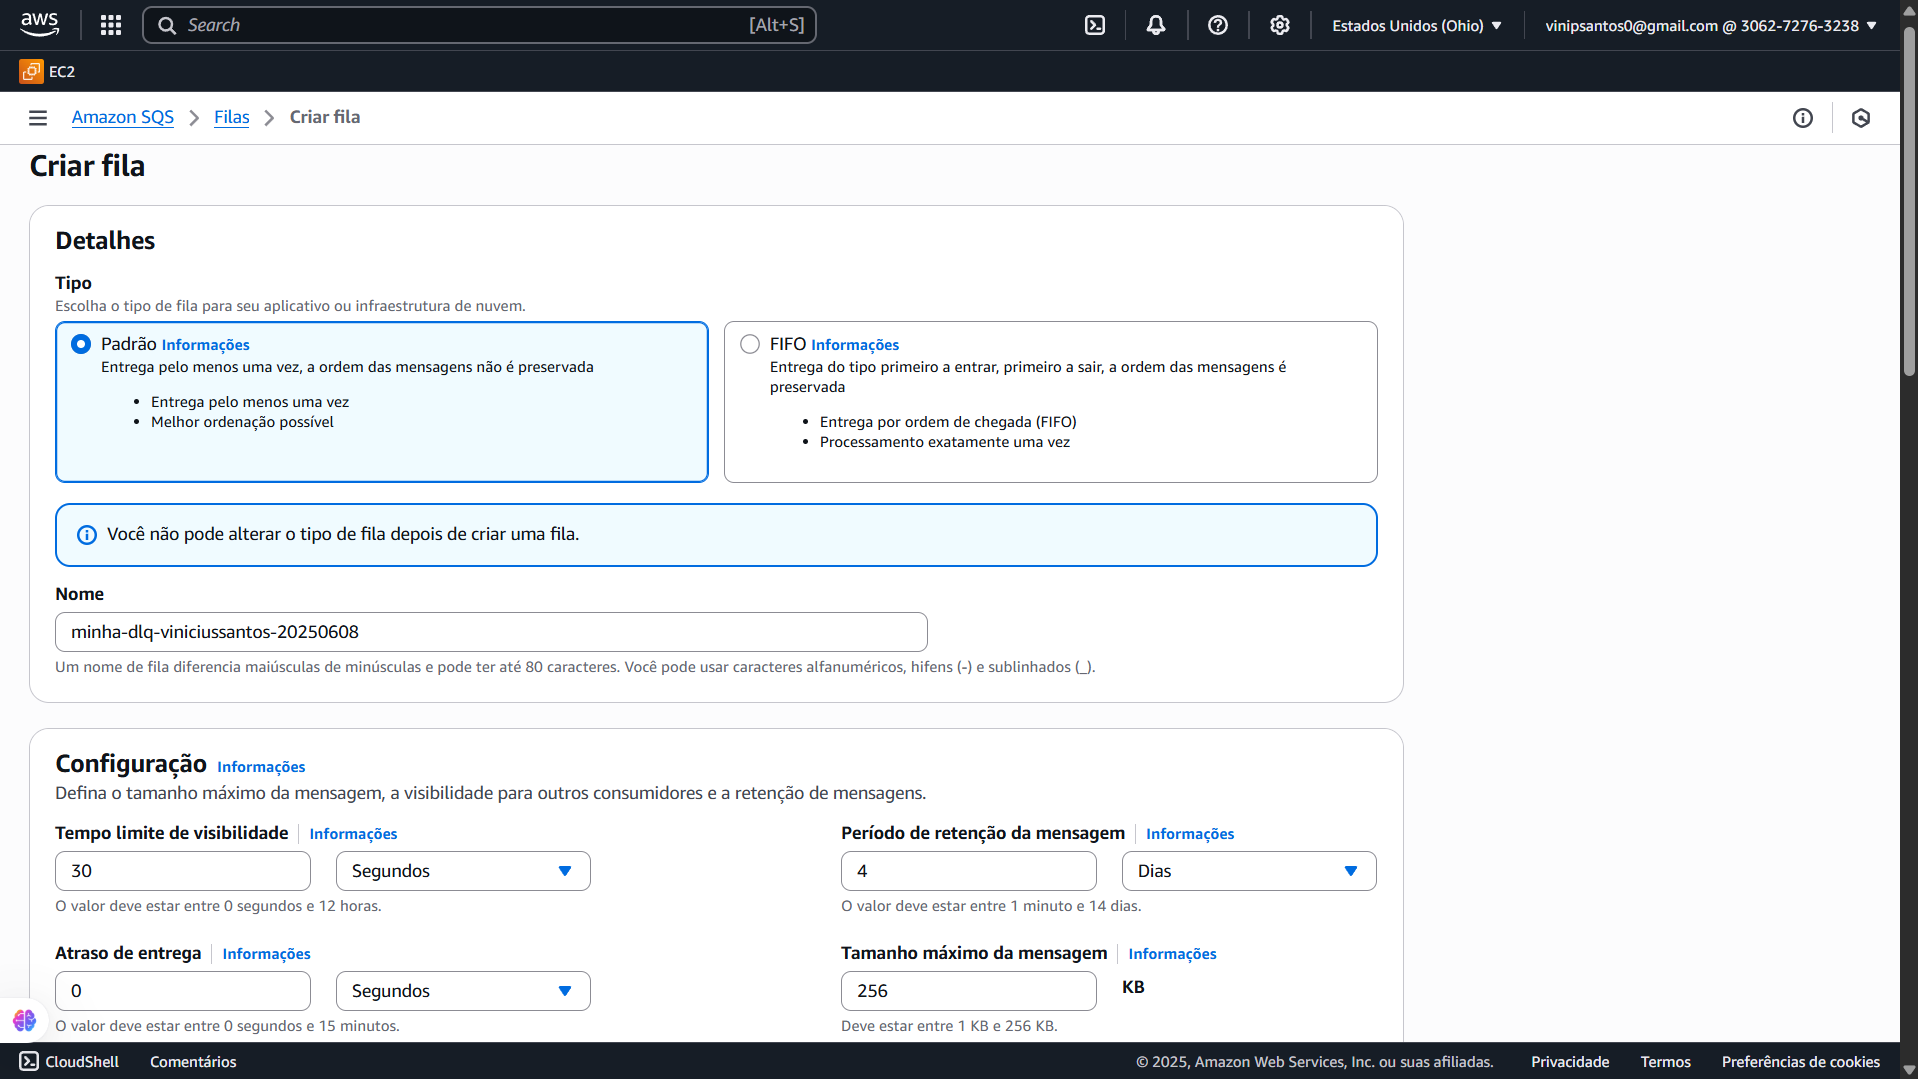 aws
Search [Alt+S]
Estados Unidos (Ohio)
vinipsantos0@gmail.com @ 3062-7276-3238
EC2
Amazon SQS
Filas
Criar fila
Criar fila
Detalhes
Tipo
Escolha o tipo de fila para seu aplicativo ou infraestrutura de nuvem.
Padrão Informações
Entrega pelo menos uma vez, a ordem das mensagens não é preservada
• Entrega pelo menos uma vez
• Melhor ordenação possível
FIFO Informações
Entrega do tipo primeiro a entrar, primeiro a sair, a ordem das mensagens é
preservada
• Entrega por ordem de chegada (FIFO)
• Processamento exatamente uma vez
Você não pode alterar o tipo de fila depois de criar uma fila.
Nome
minha-dlq-viniciussantos-20250608
Um nome de fila diferencia maiúsculas de minúsculas e pode ter até 80 caracteres. Você pode usar caracteres alfanuméricos, hifens (-) e sublinhados (_).
Configuração Informações
Defina o tamanho máximo da mensagem, a visibilidade para outros consumidores e a retenção de mensagens.
Tempo limite de visibilidade Informações
30 Segundos
O valor deve estar entre 0 segundos e 12 horas.
Período de retenção da mensagem Informações
4 Dias
O valor deve estar entre 1 minuto e 14 dias.
Atraso de entrega Informações
0 Segundos
O valor deve estar entre 0 segundos e 15 minutos.
Tamanho máximo da mensagem Informações
256 KB
Deve estar entre 1 KB e 256 KB.
CloudShell
Comentários
© 2025, Amazon Web Services, Inc. ou suas afiliadas.
Privacidade
Termos
Preferências de cookies